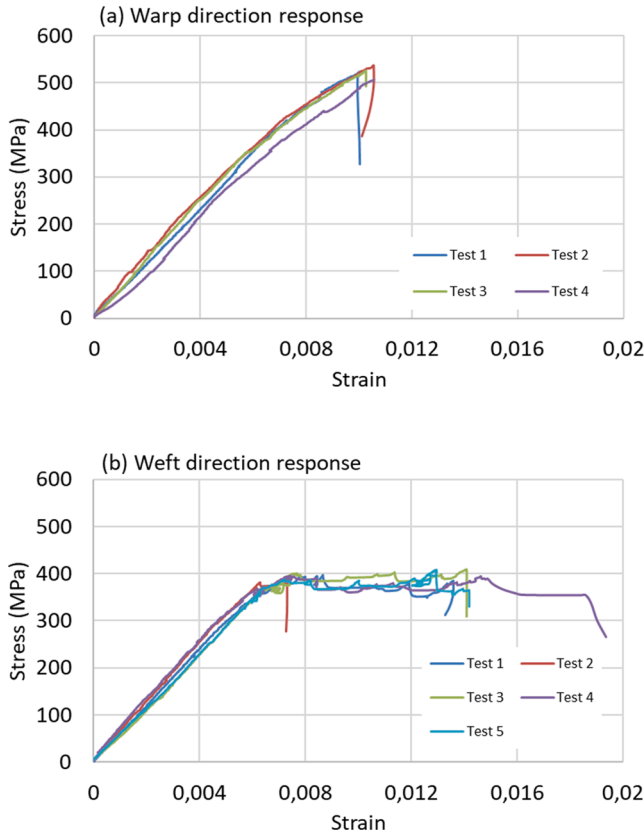 (a) Warp direction response
600
500
400
300
200
100
0
Stress (MPa)
Test 1
Test 2
Test 3
Test 4
0
0,004
0,008
0,012
0,016
0,02
Strain
(b) Weft direction response
600
500
400
300
200
100
0
Stress (MPa)
Test 1
Test 2
Test 3
Test 4
Test 5
0
0,004
0,008
0,012
0,016
0,02
Strain